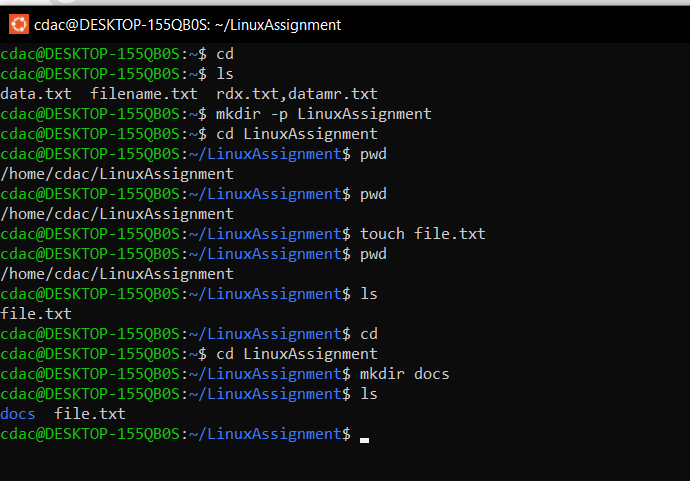 cdac@DESKTOP-155QB0S: ~/LinuxAssignment
cdac@DESKTOP-155QB0S:~$ cd
cdac@DESKTOP-155QB0S:~$ ls
data.txt  filename.txt  rdx.txt,datamr.txt
cdac@DESKTOP-155QB0S:~$ mkdir -p LinuxAssignment
cdac@DESKTOP-155QB0S:~$ cd LinuxAssignment
cdac@DESKTOP-155QB0S:~/LinuxAssignment$ pwd
/home/cdac/LinuxAssignment
cdac@DESKTOP-155QB0S:~/LinuxAssignment$ pwd
/home/cdac/LinuxAssignment
cdac@DESKTOP-155QB0S:~/LinuxAssignment$ touch file.txt
cdac@DESKTOP-155QB0S:~/LinuxAssignment$ pwd
/home/cdac/LinuxAssignment
cdac@DESKTOP-155QB0S:~/LinuxAssignment$ ls
file.txt
cdac@DESKTOP-155QB0S:~/LinuxAssignment$ cd
cdac@DESKTOP-155QB0S:~$ cd LinuxAssignment
cdac@DESKTOP-155QB0S:~/LinuxAssignment$ mkdir docs
cdac@DESKTOP-155QB0S:~/LinuxAssignment$ ls
docs  file.txt
cdac@DESKTOP-155QB0S:~/LinuxAssignment$